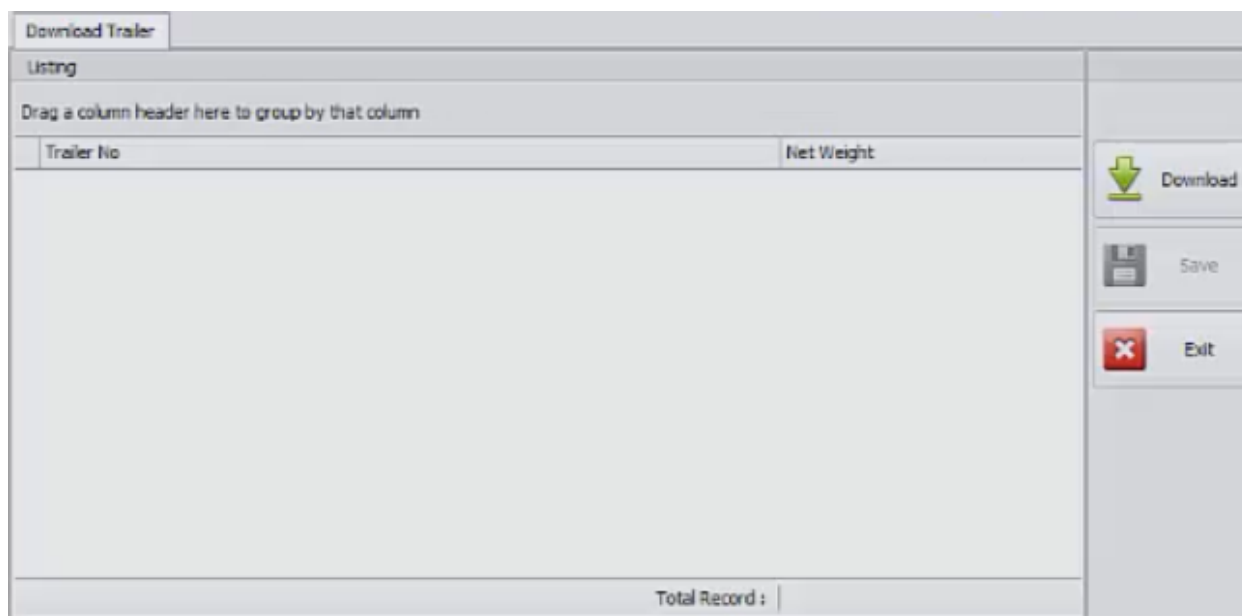 Download Trailer
Listing
Drag a column header here to group by that column
Trailer No Net Weight
Download
Save
Exit
Total Record :